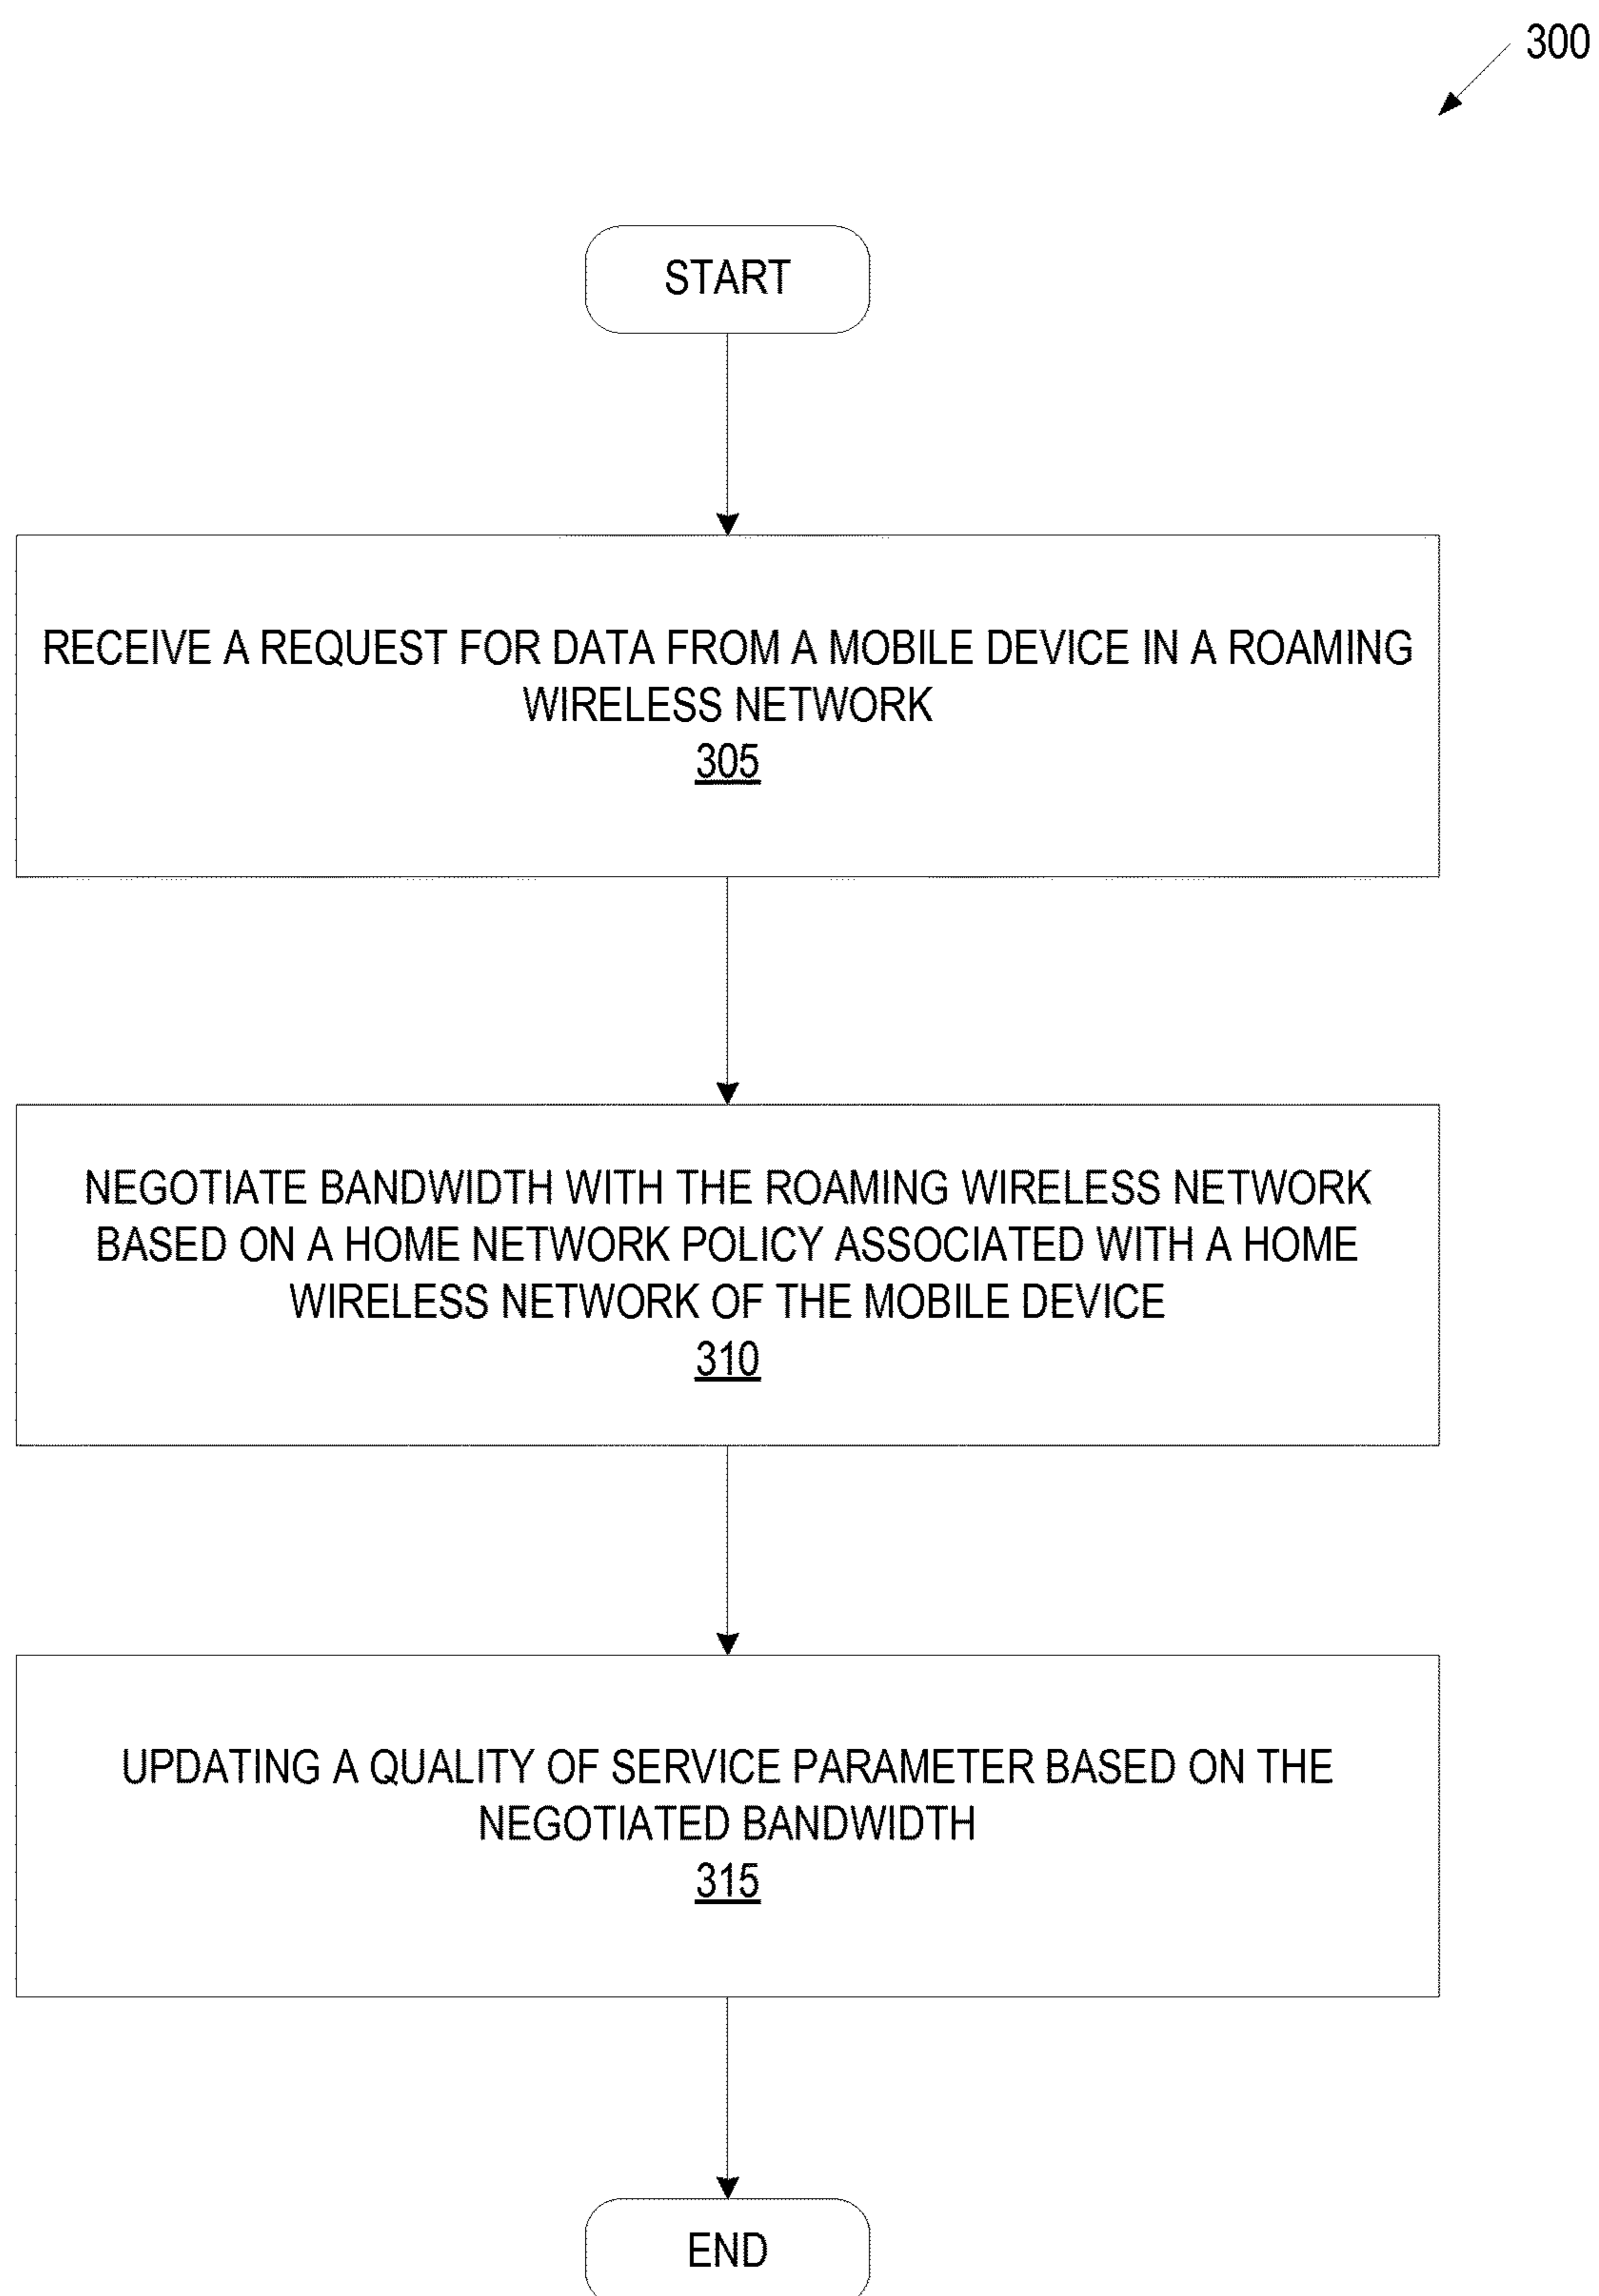 300
START
RECEIVE A REQUEST FOR DATA FROM A MOBILE DEVICE IN A ROAMING
WIRELESS NETWORK
305
NEGOTIATE BANDWIDTH WITH THE ROAMING WIRELESS NETWORK
BASED ON A HOME NETWORK POLICY ASSOCIATED WITH A HOME
WIRELESS NETWORK OF THE MOBILE DEVICE
310
UPDATING A QUALITY OF SERVICE PARAMETER BASED ON THE
NEGOTIATED BANDWIDTH
315
END